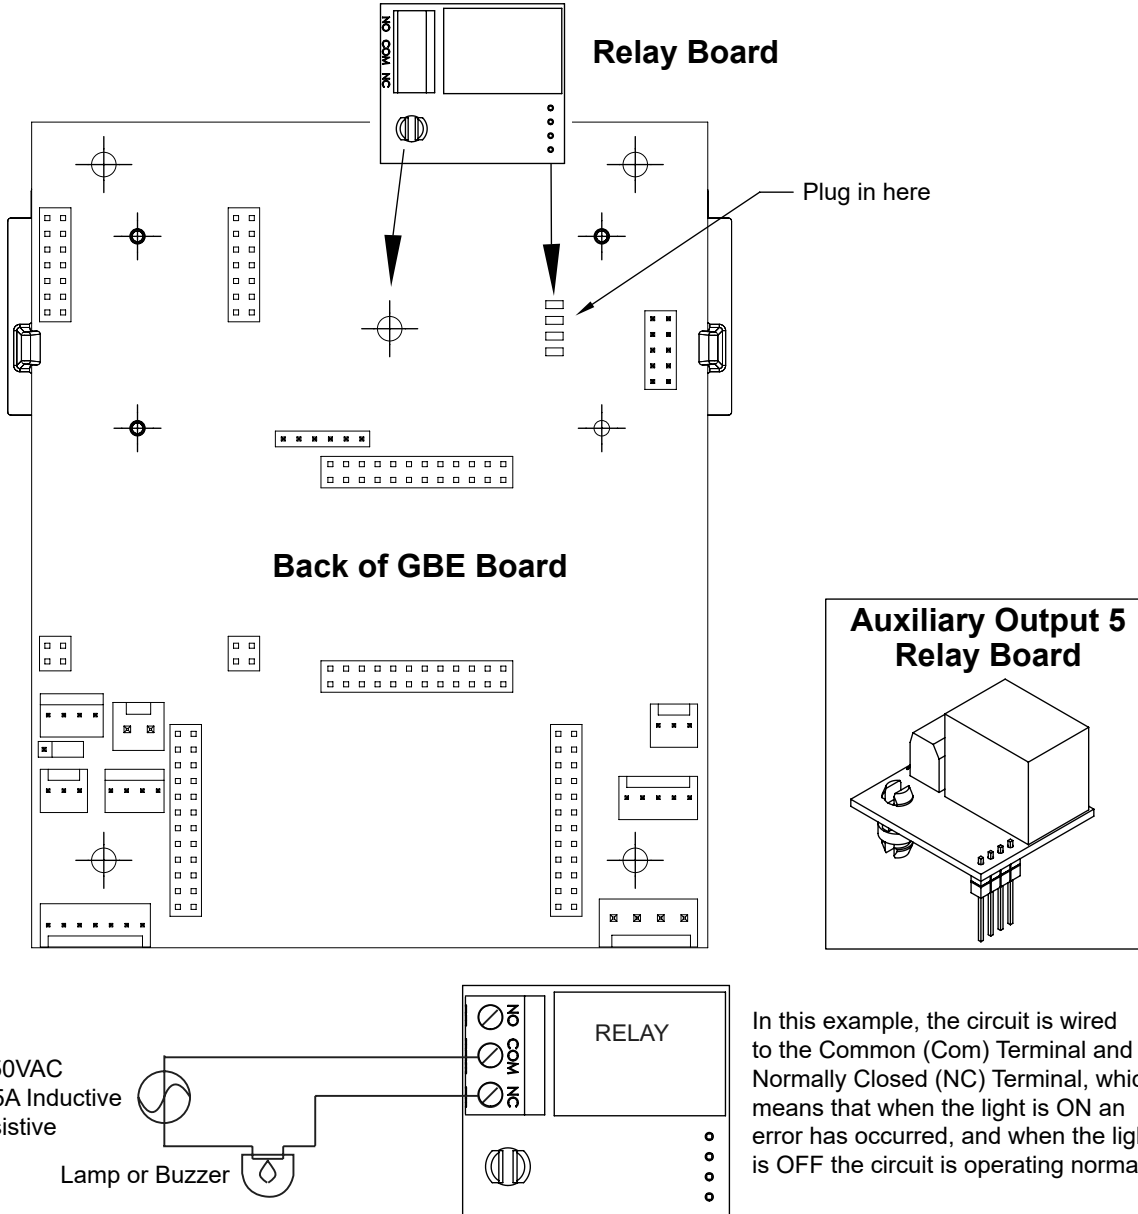 NO COM NC
Relay Board
Plug in here
Back of GBE Board
Auxiliary Output 5
Relay Board
NO
COM
NC
RELAY
0VAC
5A Inductive
istive
Lamp or Buzzer
In this example, the circuit is wired
to the Common (Com) Terminal and
Normally Closed (NC) Terminal, whic
means that when the light is ON an
error has occurred, and when the ligh
is OFF the circuit is operating norma